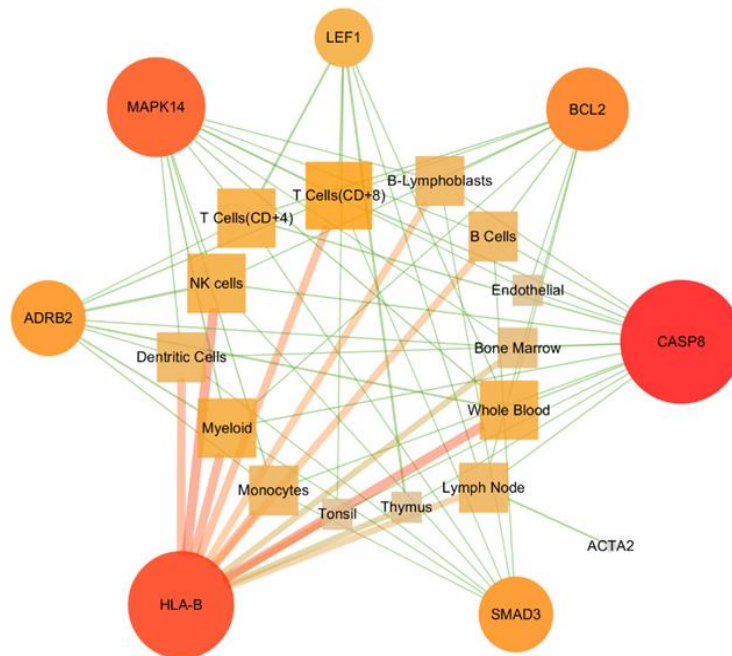 LEF1
MAPK14
BCL2
B-Lymphoblasts
T Cells(CD+8)
T Cells(CD+4)
B Cells
NK cells
Endothelial
ADRB2
CASP8
Bone Marrow
Dentritic Cells
Whole Blood
Myeloid
Monocytes
Lymph Node
Thymus
Tonsil
ACTA2
HLA-B
SMAD3